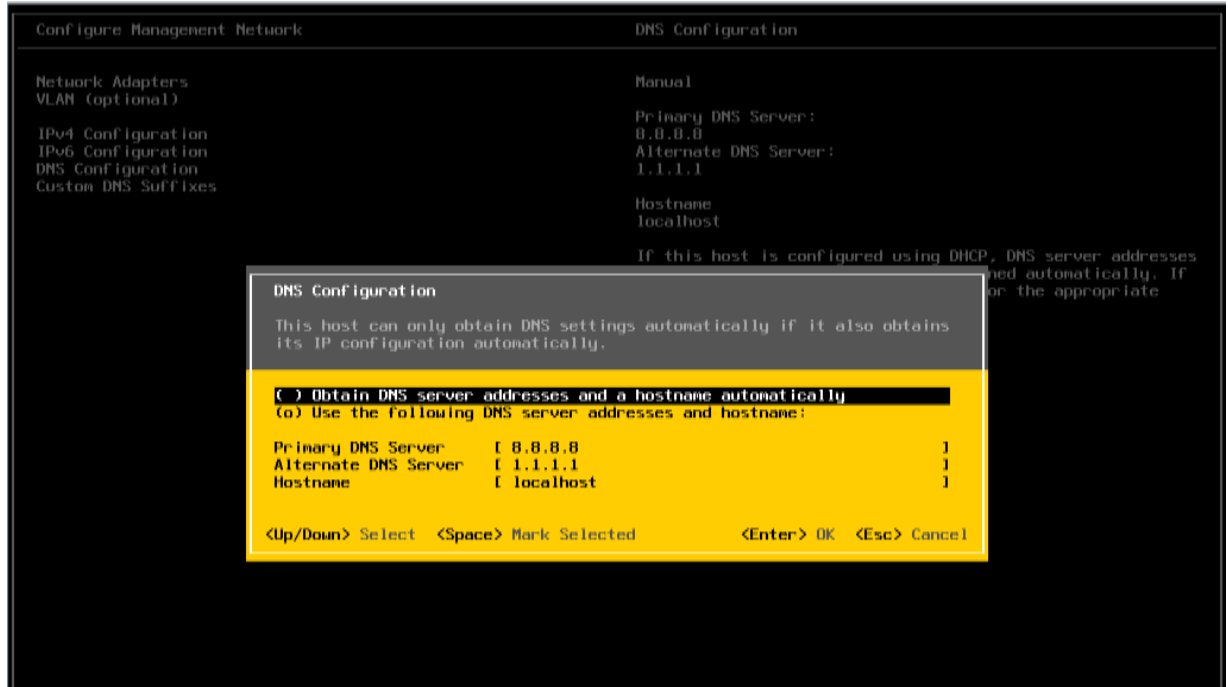 Configure Management Network
DNS Configuration
Network Adapters
VLAN (optional)
IPv4 Configuration
IPv6 Configuration
DNS Configuration
Custom DNS Suffixes
Manual
Primary DNS Server:
8.8.8.8
Alternate DNS Server:
1.1.1.1
Hostname
localhost
If this host is configured using DHCP, DNS server addresses
ned automatically. If
or the appropriate
DNS Configuration
This host can only obtain DNS settings automatically if it also obtains
its IP configuration automatically.
( ) Obtain DNS server addresses and a hostname automatically
(o) Use the following DNS server addresses and hostname:
Primary DNS Server [ 8.8.8.8 ]
Alternate DNS Server [ 1.1.1.1 ]
Hostname [ localhost ]
<Up/Down> Select <Space> Mark Selected <Enter> OK <Esc> Cancel